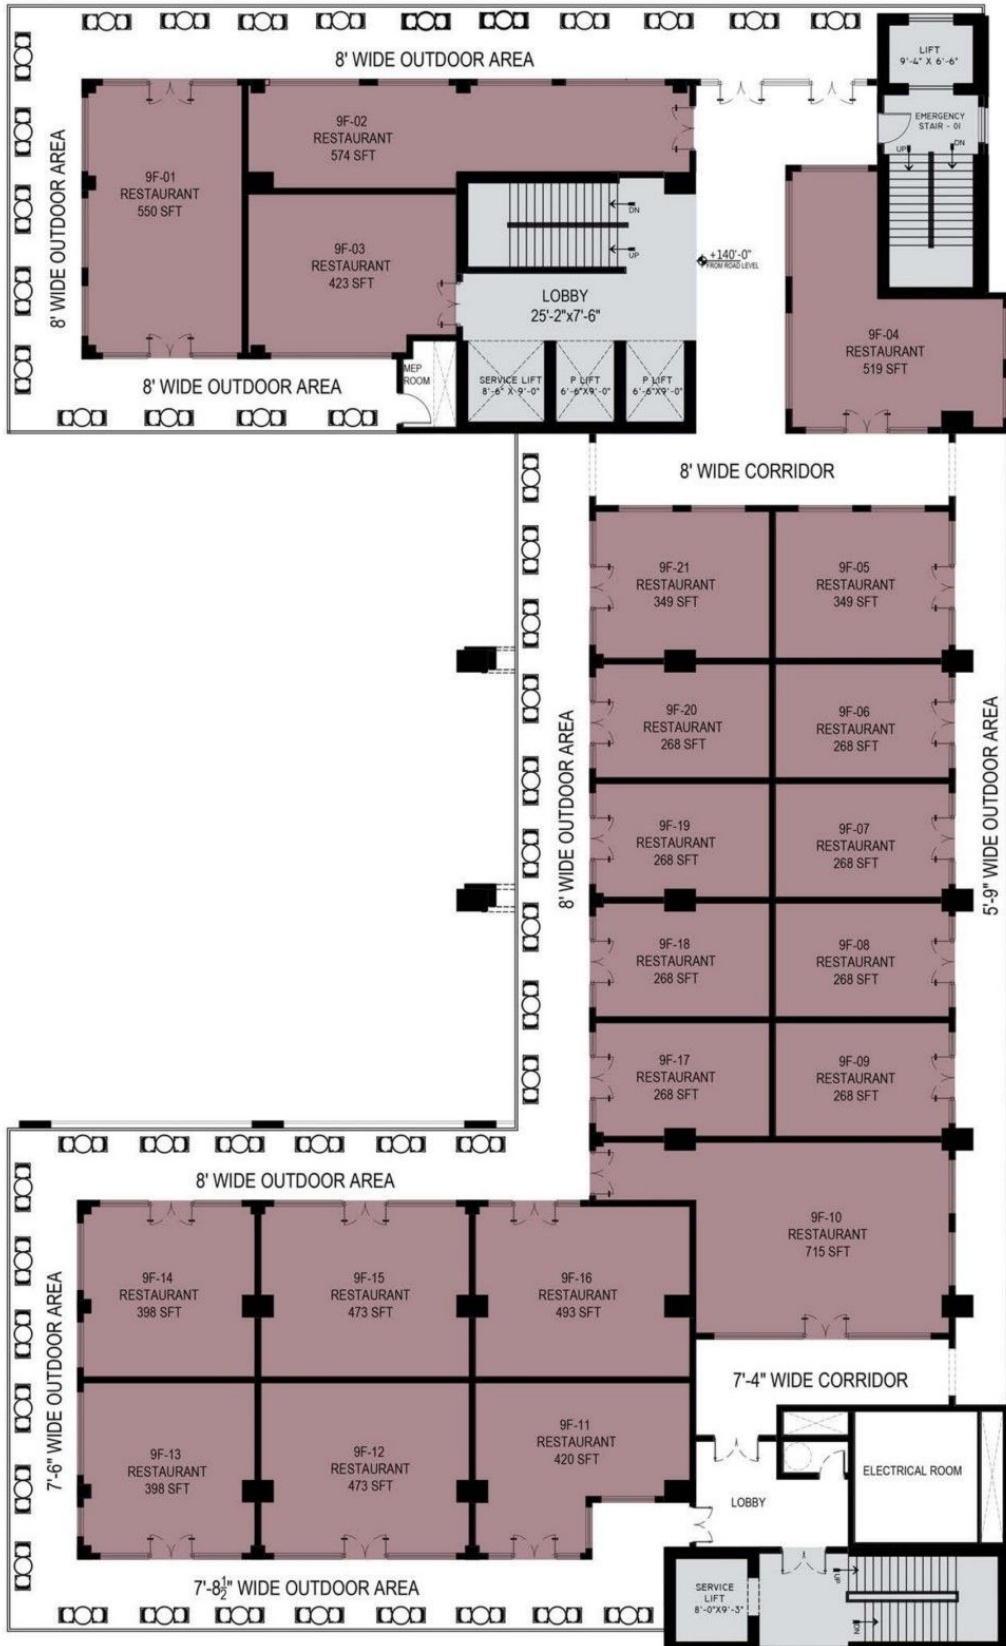 8' WIDE OUTDOOR AREA
LIFT
9'-4" X 6'-6"
EMERGENCY
STAIR - 01
UP
DN
8' WIDE OUTDOOR AREA
9F-01
RESTAURANT
550 SFT
9F-02
RESTAURANT
574 SFT
9F-03
RESTAURANT
423 SFT
DN
UP
+140'-0"
FROM ROAD LEVEL
LOBBY
25'-2"x7'-6"
9F-04
RESTAURANT
519 SFT
8' WIDE OUTDOOR AREA
MEP
ROOM
SERVICE LIFT
8'-6" X 9'-0"
P LIFT
6'-6"X9'-0"
P LIFT
6'-6"X9'-0"
8' WIDE CORRIDOR
9F-21
RESTAURANT
349 SFT
9F-05
RESTAURANT
349 SFT
9F-20
RESTAURANT
268 SFT
9F-06
RESTAURANT
268 SFT
8' WIDE OUTDOOR AREA
5'-9" WIDE OUTDOOR AREA
9F-19
RESTAURANT
268 SFT
9F-07
RESTAURANT
268 SFT
9F-18
RESTAURANT
268 SFT
9F-08
RESTAURANT
268 SFT
9F-17
RESTAURANT
268 SFT
9F-09
RESTAURANT
268 SFT
8' WIDE OUTDOOR AREA
9F-10
RESTAURANT
715 SFT
7'-6" WIDE OUTDOOR AREA
9F-14
RESTAURANT
398 SFT
9F-15
RESTAURANT
473 SFT
9F-16
RESTAURANT
493 SFT
7'-4" WIDE CORRIDOR
9F-13
RESTAURANT
398 SFT
9F-12
RESTAURANT
473 SFT
9F-11
RESTAURANT
420 SFT
LOBBY
ELECTRICAL ROOM
7'-8½" WIDE OUTDOOR AREA
SERVICE
LIFT
8'-0"X9'-3"
UP
DN